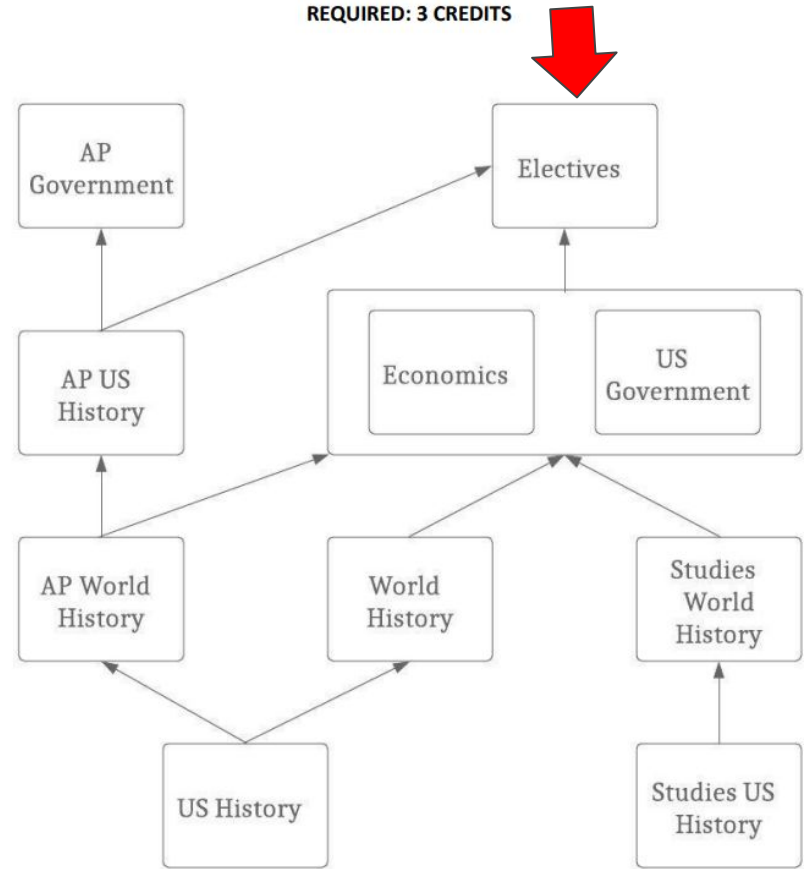 REQUIRED: 3 CREDITS
AP
Government
Electives
AP US
History
Economics
US
Government
AP World
History
World
History
Studies
World
History
US History
Studies US
History